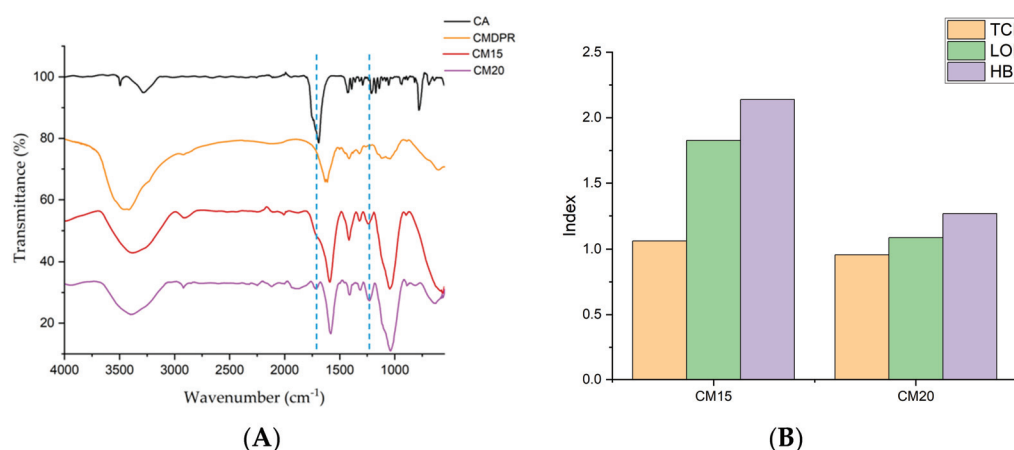 CA
CMDPR
CM15
CM20
Transmittance (%)
100
80
60
40
20
4000 3500 3000 2500 2000 1500 1000
Wavenumber (cm⁻¹)
(A)
TC
LO
HB
Index
2.5
2.0
1.5
1.0
0.5
0.0
CM15 CM20
(B)